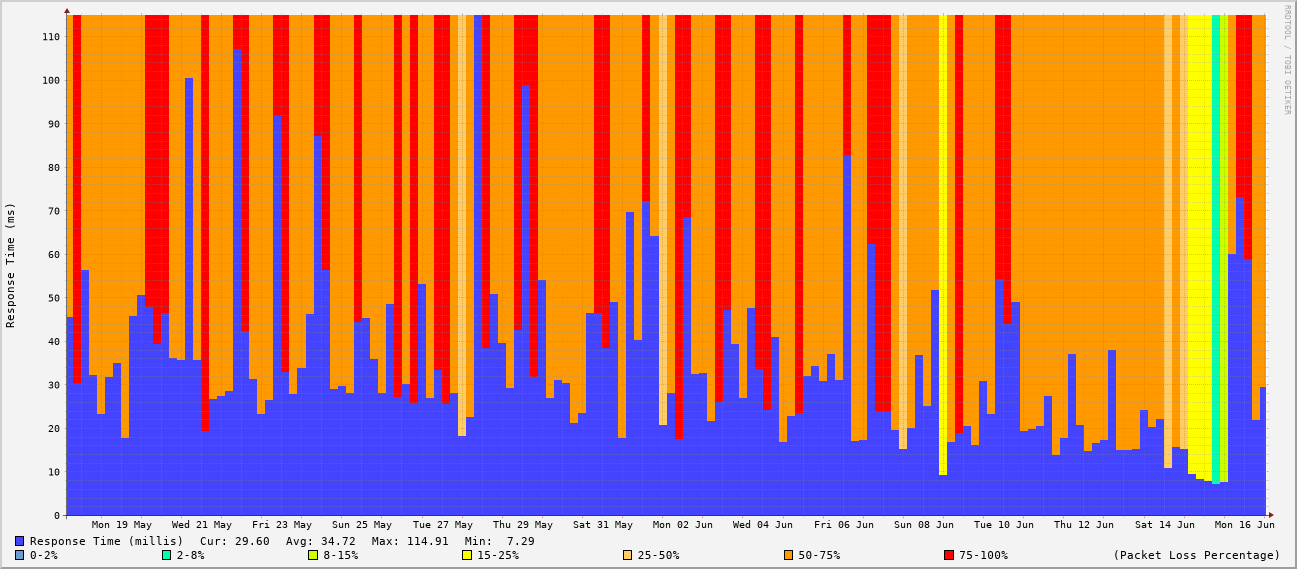 RRDTOOL / TOBI OETIKER
Response Time (ms)
110
100
90
80
70
60
50
40
30
20
10
0
Mon 19 May Wed 21 May Fri 23 May Sun 25 May Tue 27 May Thu 29 May Sat 31 May Mon 02 Jun Wed 04 Jun Fri 06 Jun Sun 08 Jun Tue 10 Jun Thu 12 Jun Sat 14 Jun Mon 16 Jun
Response Time (millis) Cur: 29.60 Avg: 34.72 Max: 114.91 Min: 7.29
0-2% 2-8% 8-15% 15-25% 25-50% 50-75% 75-100% (Packet Loss Percentage)